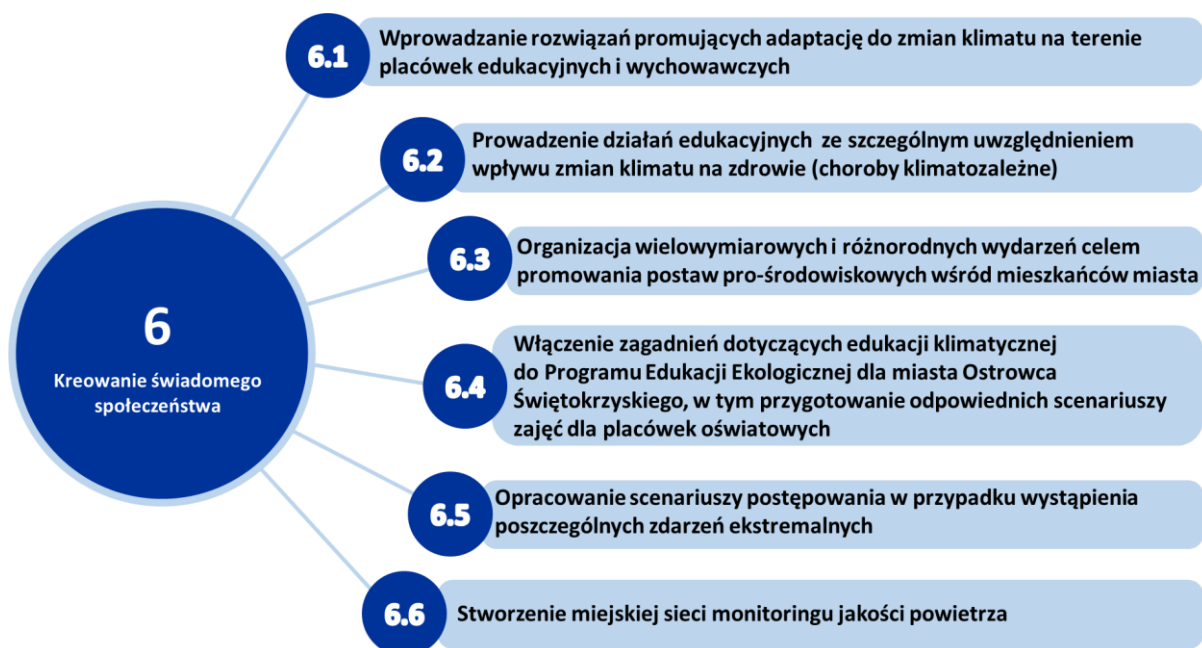 6
Kreowanie świadomego
społeczeństwa
6.1
Wprowadzanie rozwiązań promujących adaptację do zmian klimatu na terenie
placówek edukacyjnych i wychowawczych
6.2
Prowadzenie działań edukacyjnych ze szczególnym uwzględnieniem
wpływu zmian klimatu na zdrowie (choroby klimatozależne)
6.3
Organizacja wielowymiarowych i różnorodnych wydarzeń celem
promowania postaw pro-środowiskowych wśród mieszkańców miasta
6.4
Włączenie zagadnień dotyczących edukacji klimatycznej
do Programu Edukacji Ekologicznej dla miasta Ostrowca
Świętokrzyskiego, w tym przygotowanie odpowiednich scenariuszy
zajęć dla placówek oświatowych
6.5
Opracowanie scenariuszy postępowania w przypadku wystąpienia
poszczególnych zdarzeń ekstremalnych
6.6
Stworzenie miejskiej sieci monitoringu jakości powietrza